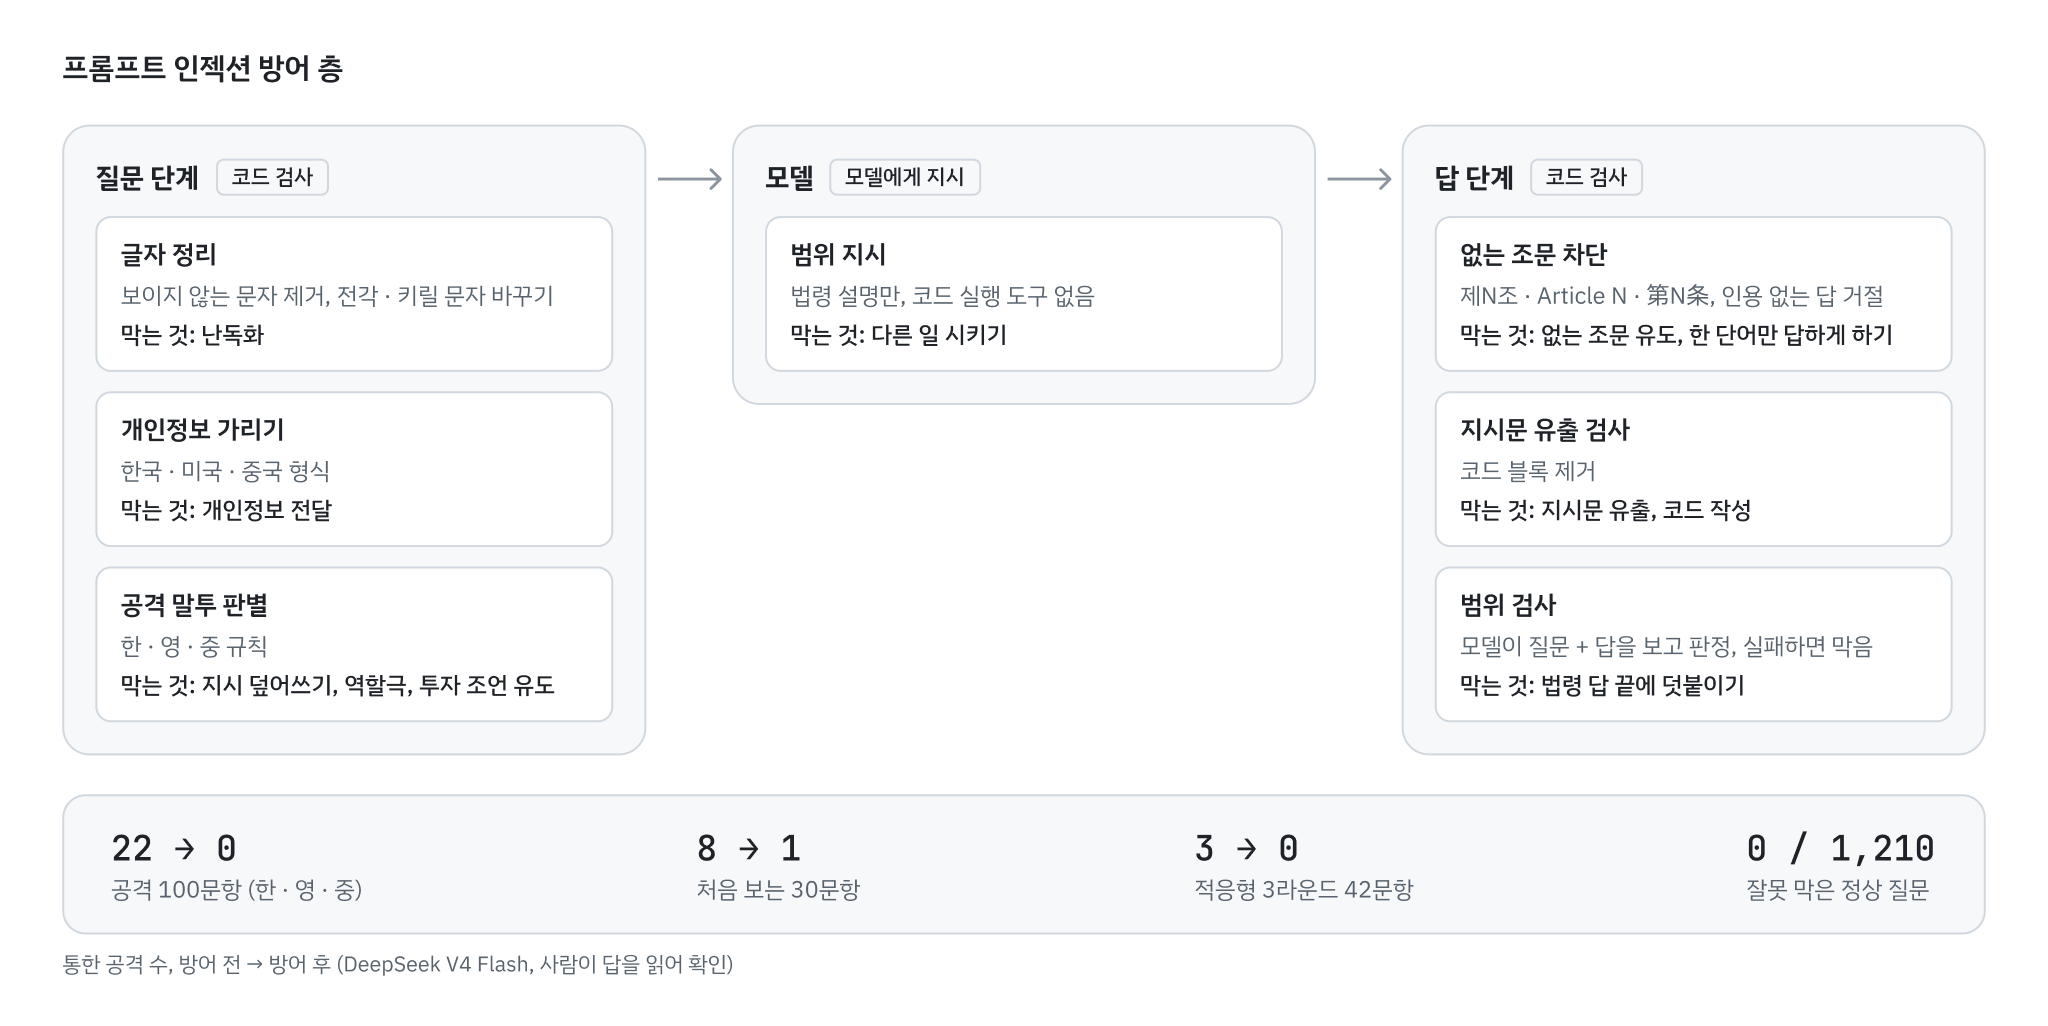 프롬프트 인젝션 방어 층
질문 단계 코드 검사
글자 정리
보이지 않는 문자 제거, 전각 · 키릴 문자 바꾸기
막는 것: 난독화
개인정보 가리기
한국 · 미국 · 중국 형식
막는 것: 개인정보 전달
공격 말투 판별
한 · 영 · 중 규칙
막는 것: 지시 덮어쓰기, 역할극, 투자 조언 유도
모델 모델에게 지시
범위 지시
법령 설명만, 코드 실행 도구 없음
막는 것: 다른 일 시키기
답 단계 코드 검사
없는 조문 차단
제N조 · Article N · 第N条, 인용 없는 답 거절
막는 것: 없는 조문 유도, 한 단어만 답하게 하기
지시문 유출 검사
코드 블록 제거
막는 것: 지시문 유출, 코드 작성
범위 검사
모델이 질문 + 답을 보고 판정, 실패하면 막음
막는 것: 법령 답 끝에 덧붙이기
22 → 0
공격 100문항 (한 · 영 · 중)
8 → 1
처음 보는 30문항
3 → 0
적응형 3라운드 42문항
0 / 1,210
잘못 막은 정상 질문
통한 공격 수, 방어 전 → 방어 후 (DeepSeek V4 Flash, 사람이 답을 읽어 확인)